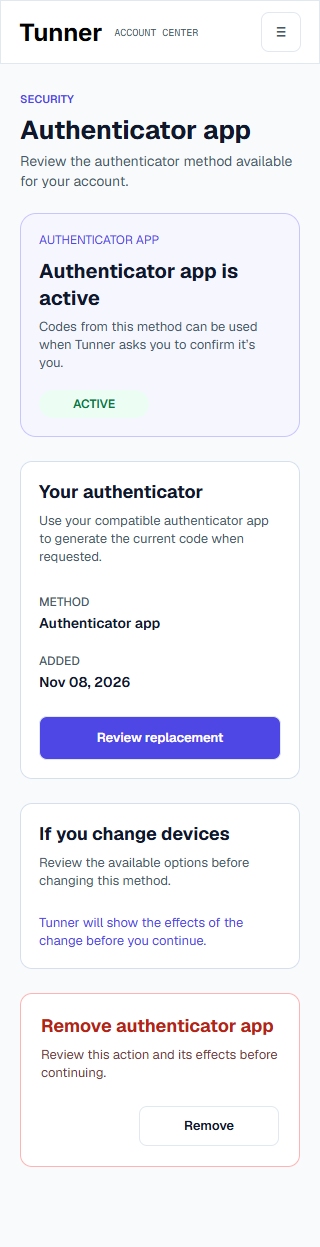 Tunner ACCOUNT CENTER
☰
SECURITY
Authenticator app
Review the authenticator method available
for your account.
AUTHENTICATOR APP
Authenticator app is
active
Codes from this method can be used
when Tunner asks you to confirm it's
you.
ACTIVE
Your authenticator
Use your compatible authenticator app
to generate the current code when
requested.
METHOD
Authenticator app
ADDED
Nov 08, 2026
Review replacement
If you change devices
Review the available options before
changing this method.
Tunner will show the effects of the
change before you continue.
Remove authenticator app
Review this action and its effects before
continuing.
Remove